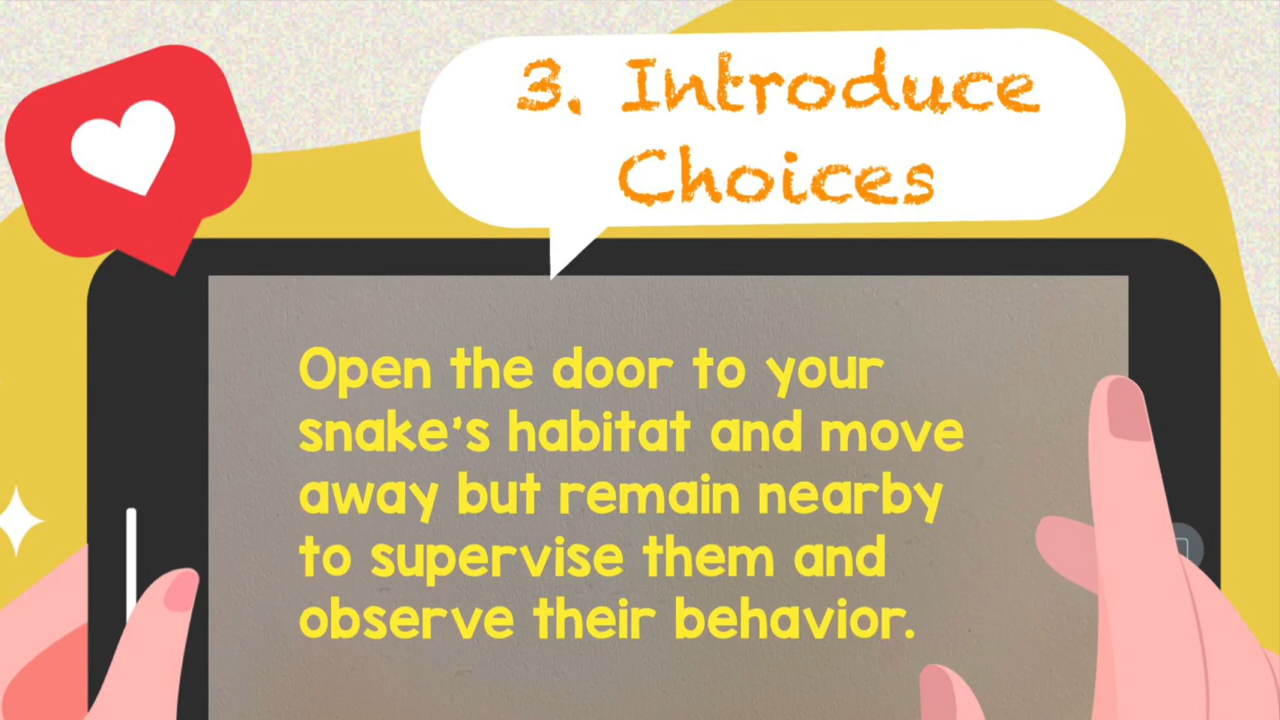 3. Introduce
Choices
Open the door to your
snake's habitat and move
away but remain nearby
to supervise them and
observe their behavior.